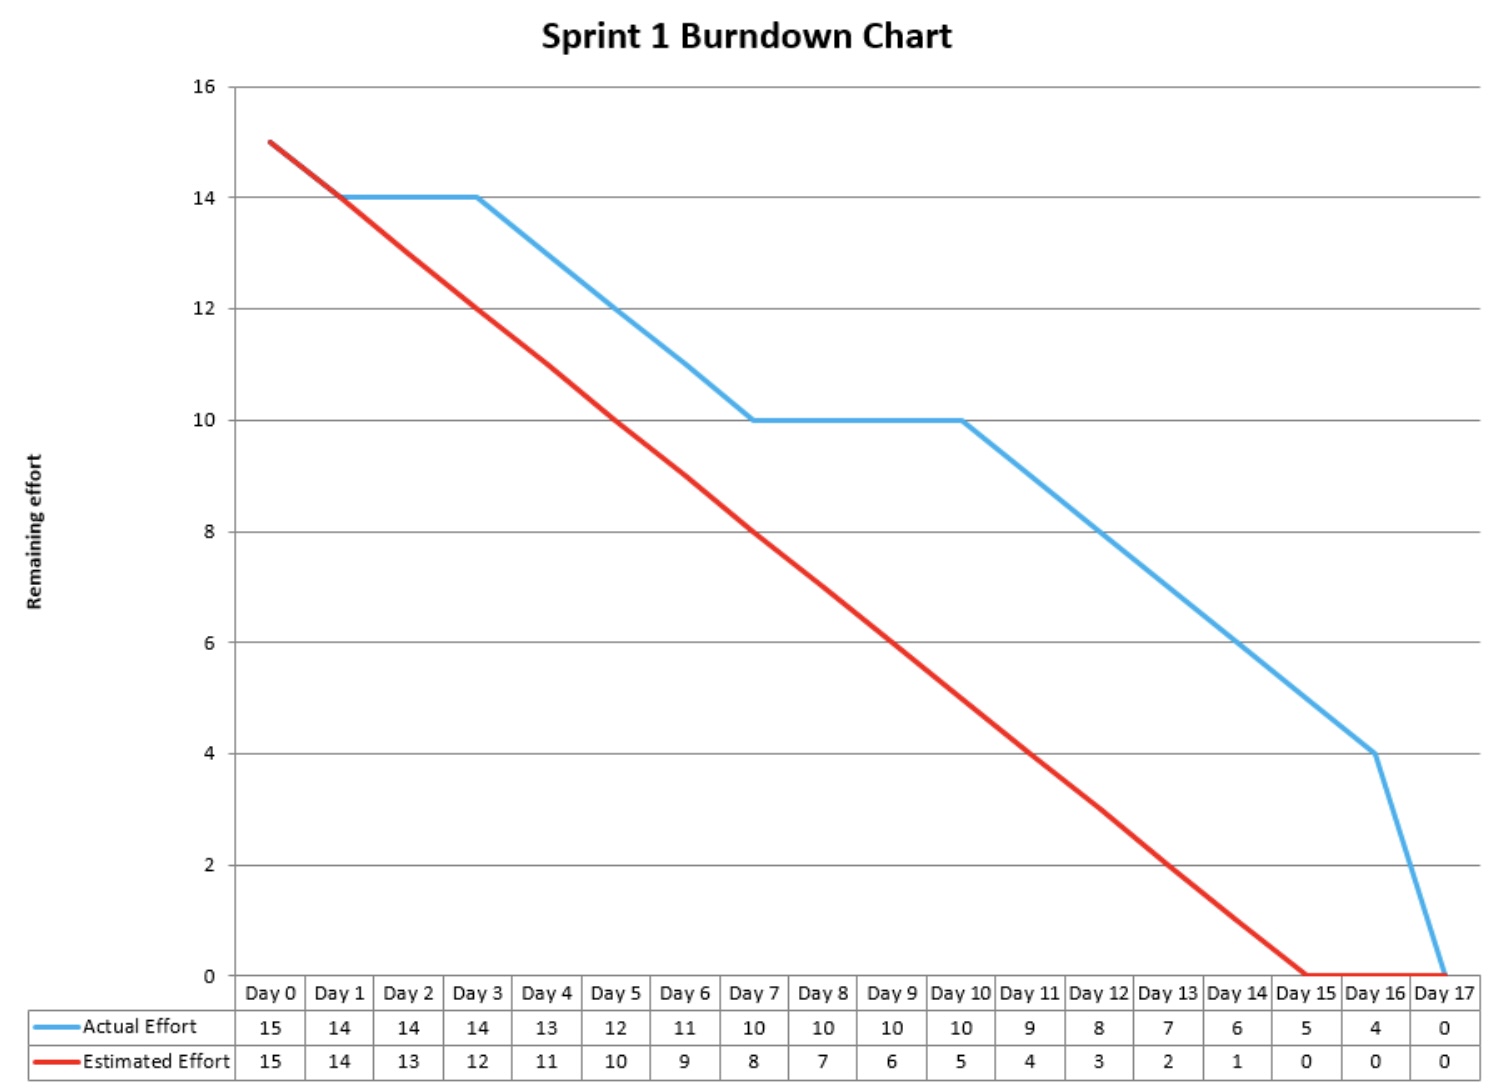 Sprint 1 Burndown Chart
16
14
12
10
8
6
4
2
0
Remaining effort
Day 0 Day 1 Day 2 Day 3 Day 4 Day 5 Day 6 Day 7 Day 8 Day 9 Day 10 Day 11 Day 12 Day 13 Day 14 Day 15 Day 16 Day 17
Actual Effort 15 14 14 14 13 12 11 10 10 10 10 9 8 7 6 5 4 0
Estimated Effort 15 14 13 12 11 10 9 8 7 6 5 4 3 2 1 0 0 0